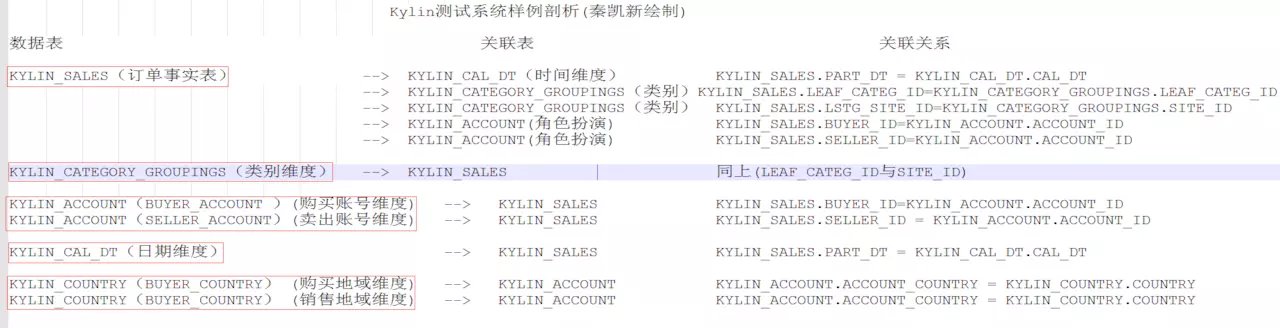 Kylin测试系统样例剖析(秦凯新绘制)
数据表 关联表 关联关系
KYLIN_SALES（订单事实表） --> KYLIN_CAL_DT（时间维度） KYLIN_SALES.PART_DT = KYLIN_CAL_DT.CAL_DT
--> KYLIN_CATEGORY_GROUPINGS（类别） KYLIN_SALES.LEAF_CATEG_ID=KYLIN_CATEGORY_GROUPINGS.LEAF_CATEG_ID
--> KYLIN_CATEGORY_GROUPINGS（类别） KYLIN_SALES.LSTG_SITE_ID=KYLIN_CATEGORY_GROUPINGS.SITE_ID
--> KYLIN_ACCOUNT(角色扮演) KYLIN_SALES.BUYER_ID=KYLIN_ACCOUNT.ACCOUNT_ID
--> KYLIN_ACCOUNT(角色扮演) KYLIN_SALES.SELLER_ID=KYLIN_ACCOUNT.ACCOUNT_ID
KYLIN_CATEGORY_GROUPINGS（类别维度） --> KYLIN_SALES 同上(LEAF_CATEG_ID与SITE_ID)
KYLIN_ACCOUNT（BUYER_ACCOUNT ）(购买账号维度) --> KYLIN_SALES KYLIN_SALES.BUYER_ID=KYLIN_ACCOUNT.ACCOUNT_ID
KYLIN_ACCOUNT（SELLER_ACCOUNT）(卖出账号维度) --> KYLIN_SALES KYLIN_SALES.SELLER_ID = KYLIN_ACCOUNT.ACCOUNT_ID
KYLIN_CAL_DT（日期维度） --> KYLIN_SALES KYLIN_SALES.PART_DT = KYLIN_CAL_DT.CAL_DT
KYLIN_COUNTRY（BUYER_COUNTRY） (购买地域维度) --> KYLIN_ACCOUNT KYLIN_ACCOUNT.ACCOUNT_COUNTRY = KYLIN_COUNTRY.COUNTRY
KYLIN_COUNTRY（BUYER_COUNTRY） (销售地域维度) --> KYLIN_ACCOUNT KYLIN_ACCOUNT.ACCOUNT_COUNTRY = KYLIN_COUNTRY.COUNTRY